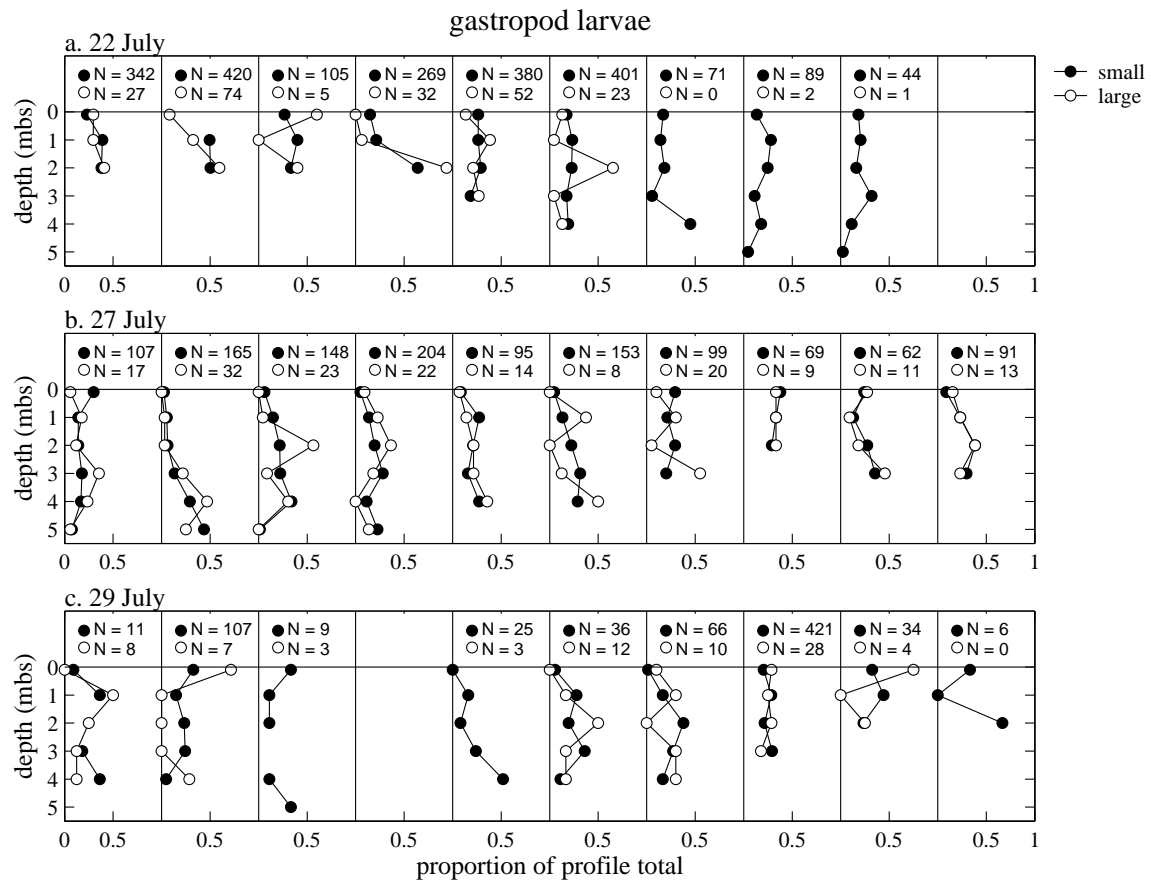 gastropod larvae
a. 22 July
N = 342 N = 420 N = 105 N = 269 N = 380 N = 401 N = 71 N = 89 N = 44
N = 27 N = 74 N = 5 N = 32 N = 52 N = 23 N = 0 N = 2 N = 1
small
large
depth (mbs)
0
1
2
3
4
5
0 0.5 0.5 0.5 0.5 0.5 0.5 0.5 0.5 0.5 1
b. 27 July
N = 107 N = 165 N = 148 N = 204 N = 95 N = 153 N = 99 N = 69 N = 62 N = 91
N = 17 N = 32 N = 23 N = 22 N = 14 N = 8 N = 20 N = 9 N = 11 N = 13
depth (mbs)
0
1
2
3
4
5
0 0.5 0.5 0.5 0.5 0.5 0.5 0.5 0.5 0.5 0.5 1
c. 29 July
N = 11 N = 107 N = 9 N = 25 N = 36 N = 66 N = 421 N = 34 N = 6
N = 8 N = 7 N = 3 N = 3 N = 12 N = 10 N = 28 N = 4 N = 0
depth (mbs)
0
1
2
3
4
5
0 0.5 0.5 0.5 0.5 0.5 0.5 0.5 0.5 0.5 0.5 1
proportion of profile total